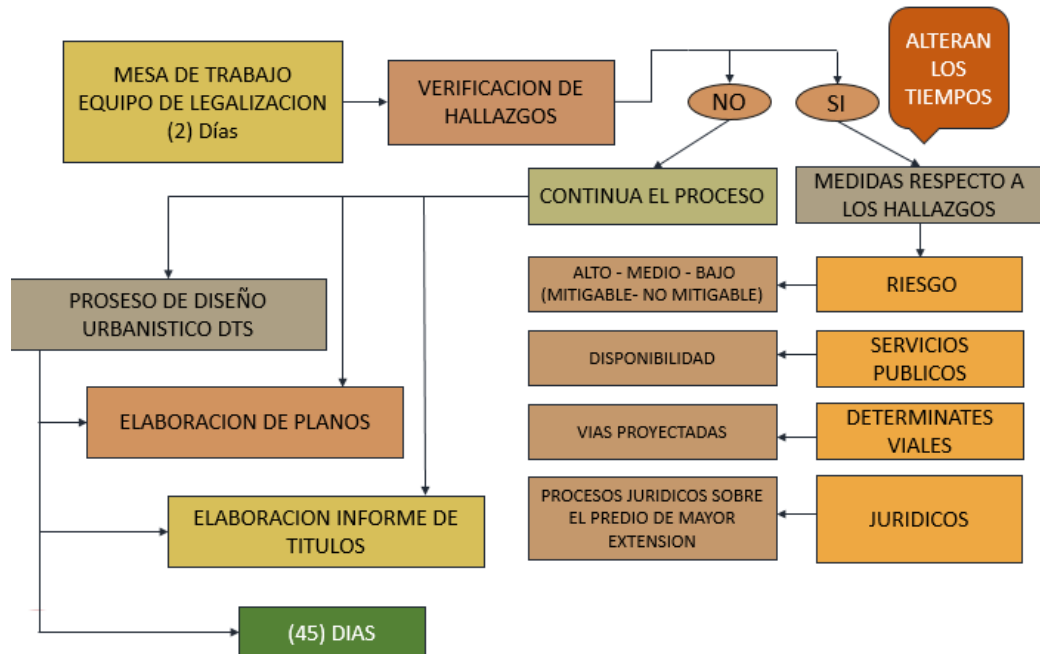 MESA DE TRABAJO
EQUIPO DE LEGALIZACION
(2) Días
VERIFICACION DE
HALLAZGOS
NO
SI
ALTERAN
LOS
TIEMPOS
CONTINUA EL PROCESO
MEDIDAS RESPECTO A
LOS HALLAZGOS
PROSESO DE DISEÑO
URBANISTICO DTS
ALTO - MEDIO - BAJO
(MITIGABLE- NO MITIGABLE)
RIESGO
DISPONIBILIDAD
SERVICIOS
PUBLICOS
ELABORACION DE PLANOS
VIAS PROYECTADAS
DETERMINATES
VIALES
ELABORACION INFORME DE
TITULOS
PROCESOS JURIDICOS SOBRE
EL PREDIO DE MAYOR
EXTENSION
JURIDICOS
(45) DIAS